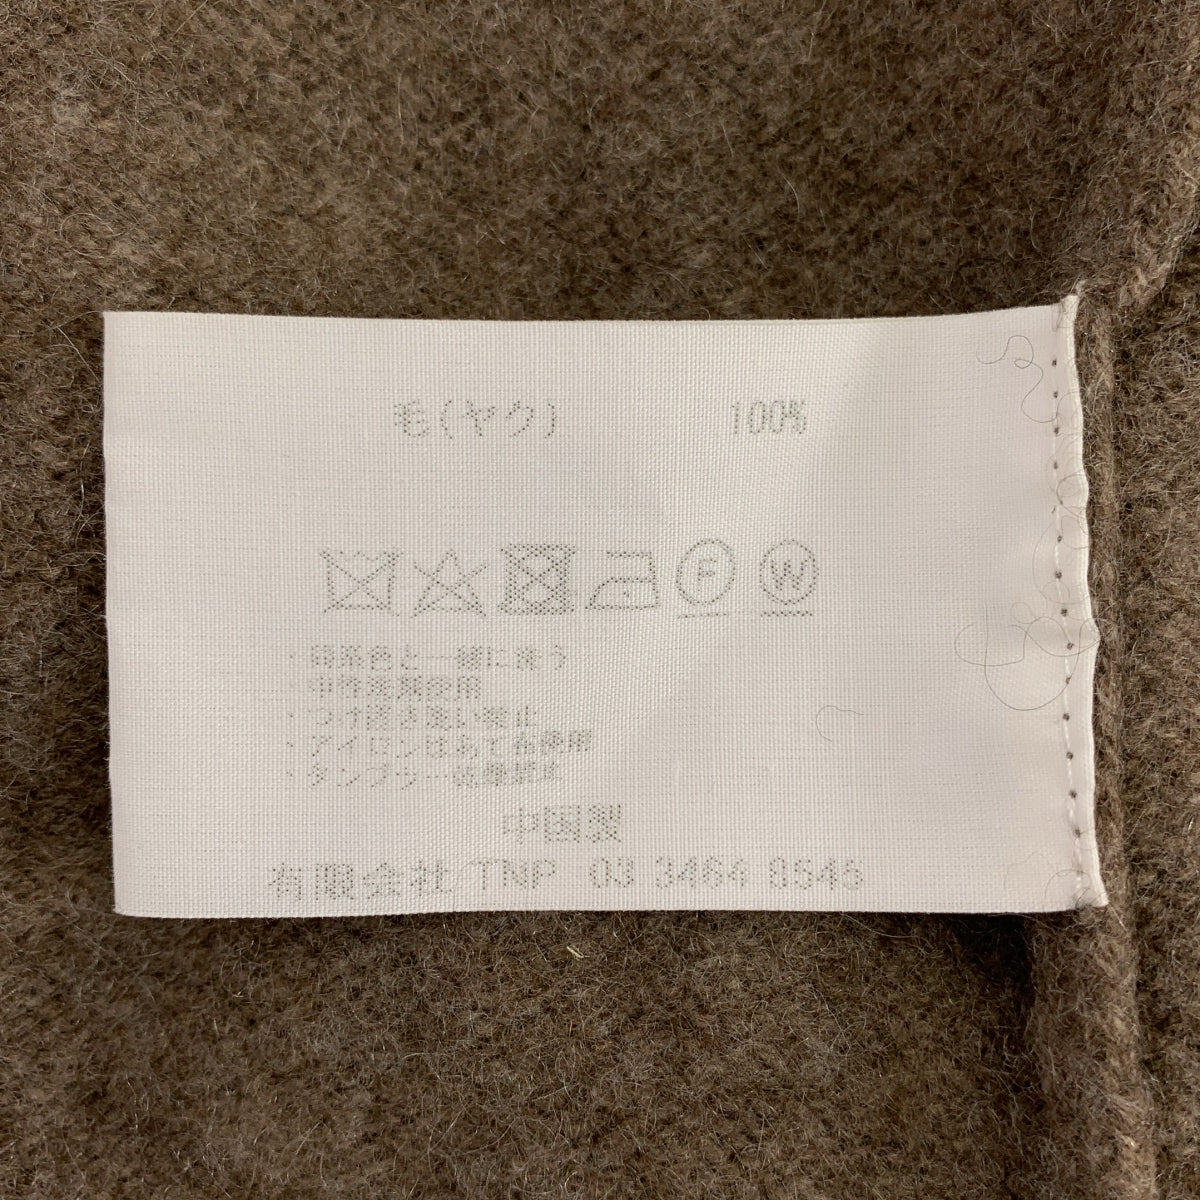 毛(ヤク) 100%
F W
・同系色と一緒に洗う
・中性洗剤使用
・つけ置き洗い禁止
・アイロンはあて布使用
・タンブラー乾燥禁止
中国製
有限会社 TNP 03 3464 8545